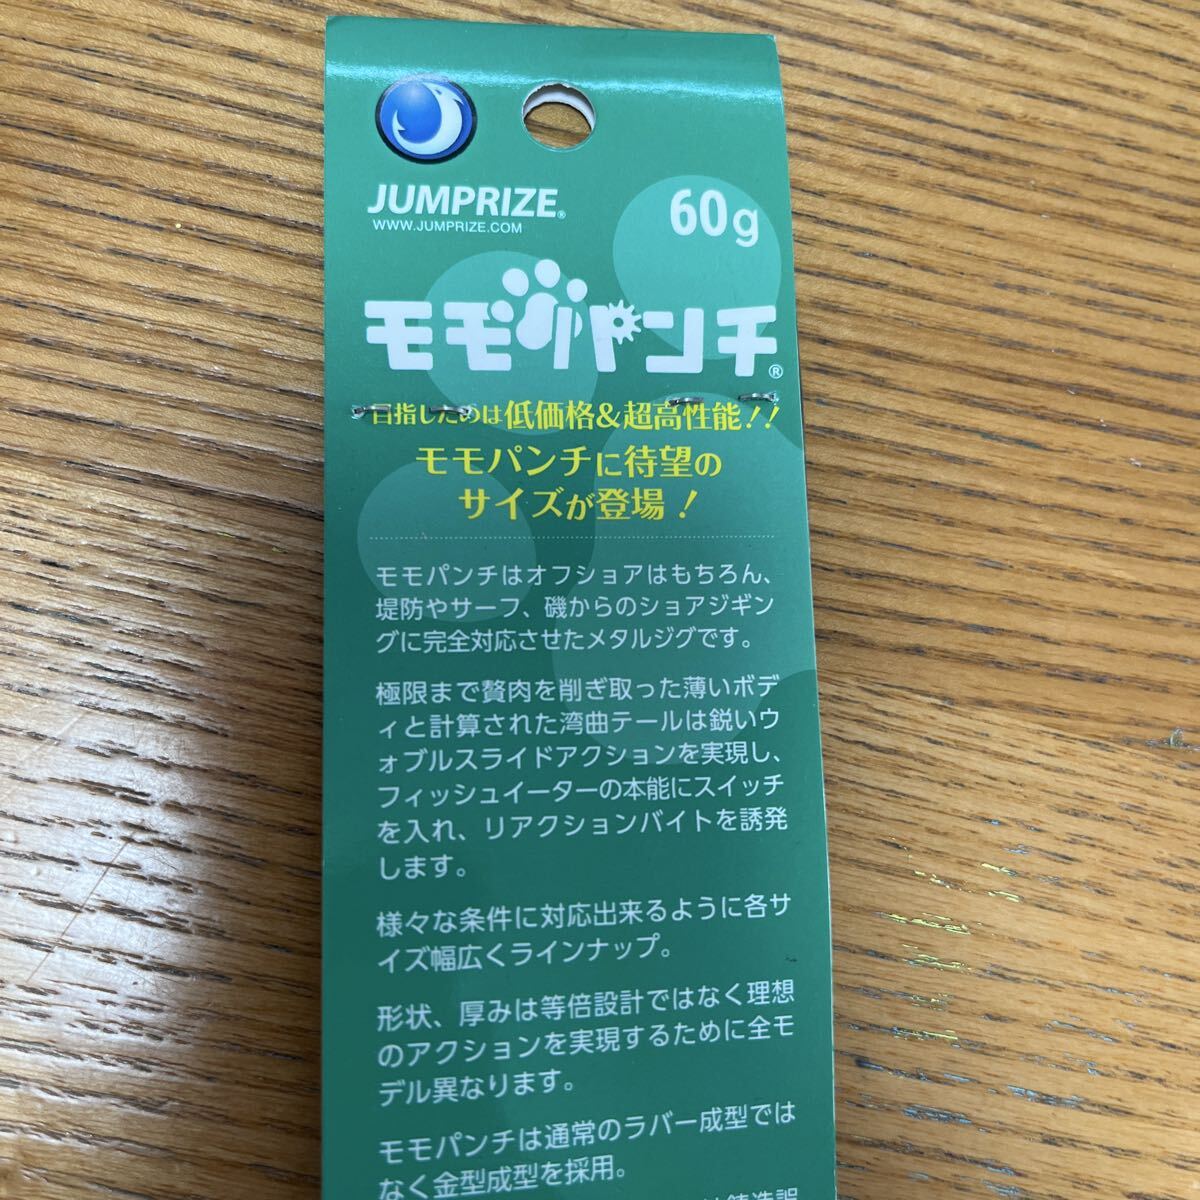 JUMPRIZE®
WWW.JUMPRIZE.COM
60g
モモパンチ®
目指したのは低価格&超高性能!!
モモパンチに待望の
サイズが登場!
モモパンチはオフショアはもちろん、
堤防やサーフ、磯からのショアジギン
グに完全対応させたメタルジグです。
極限まで贅肉を削ぎ取った薄いボデ
ィと計算された湾曲テールは鋭いウ
ォブルスライドアクションを実現し、
フィッシュイーターの本能にスイッチ
を入れ、リアクションバイトを誘発
します。
様々な条件に対応出来るように各サ
イズ幅広くラインナップ。
形状、厚みは等倍設計ではなく理想
のアクションを実現するために全モ
デル異なります。
モモパンチは通常のラバー成型では
なく金型成型を採用。
鋳造誤